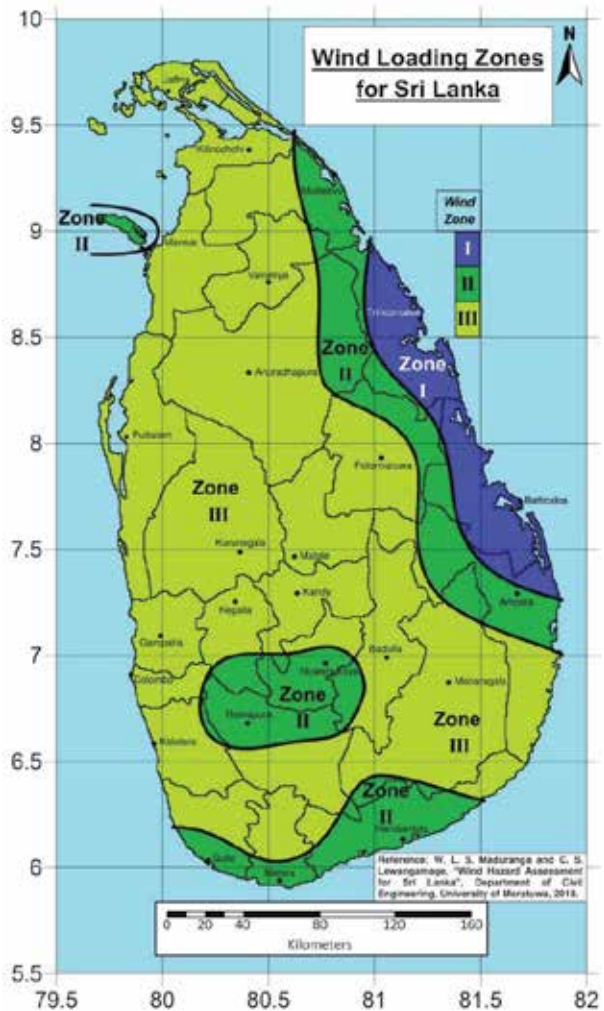 10
Wind Loading Zones
for Sri Lanka
N
Jaffna
9.5
Kilinochchi
Mullaitivu
Wind
Zone
I
II
III
Zone
II
9
Mannar
Vavuniya
Trincomalee
8.5
Anuradhapura
Zone
II
Zone
I
8
Puttalam
Polonnaruwa
Zone
III
Batticaloa
7.5
Kurunagala
Matale
Kegalle
Kandy
Ampara
Gampaha
7
Colombo
Badulla
Monaragala
Zone
II
Ratnapura
Zone
III
Kalutara
6.5
Zone
II
Hambantota
Galle
Matara
6
Reference: W. L. S. Maduranga and C. S.
Lewangamage, "Wind Hazard Assessment
for Sri Lanka", Department of Civil
Engineering, University of Moratuwa, 2018.
0 10 20 40 80 120 160
Kilometers
5.5
79.5 80 80.5 81 81.5 82